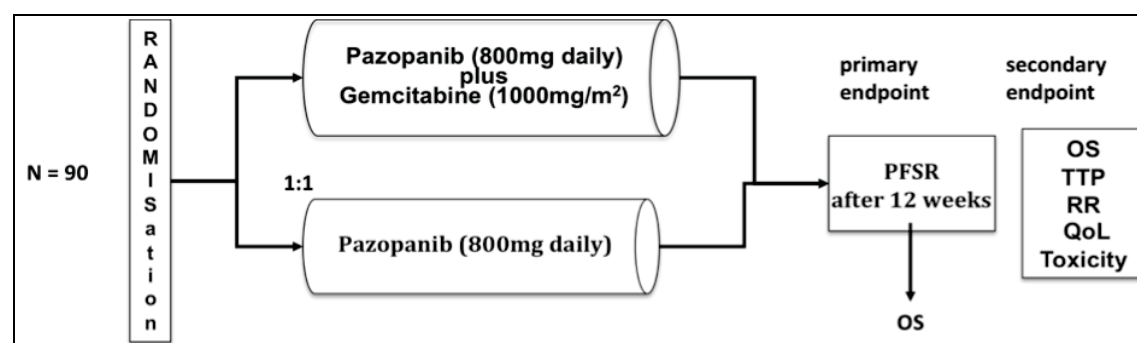 N = 90
R
A
N
D
O
M
I
S
a
t
i
o
n
1:1
Pazopanib (800mg daily)
plus
Gemcitabine (1000mg/m²)
Pazopanib (800mg daily)
primary
endpoint
PFSR
after 12 weeks
OS
secondary
endpoint
OS
TTP
RR
QoL
Toxicity